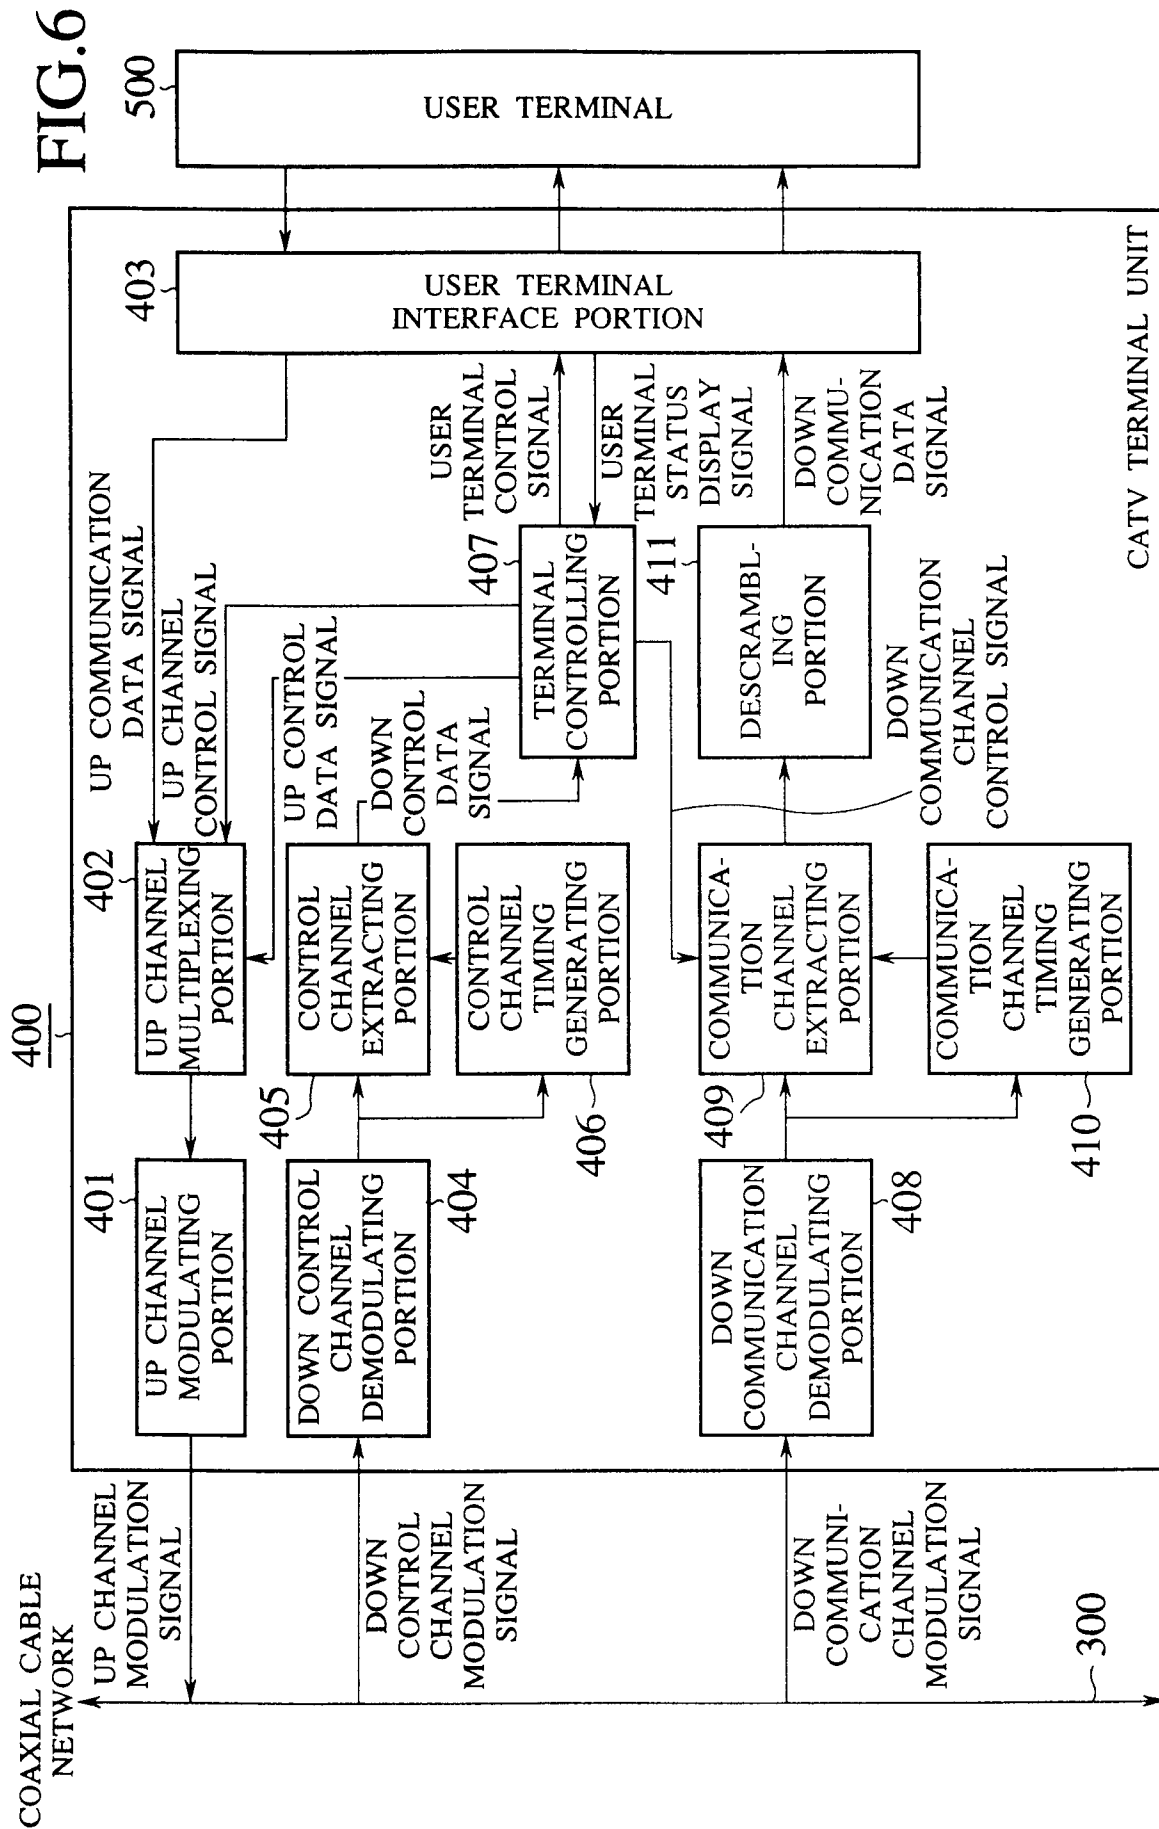 FIG.6
COAXIAL CABLE
NETWORK
300
UP CHANNEL
MODULATION
SIGNAL
DOWN
CONTROL
CHANNEL
MODULATION
SIGNAL
DOWN
COMMUNI-
CATION
CHANNEL
MODULATION
SIGNAL
400
401
UP CHANNEL
MODULATING
PORTION
402
UP CHANNEL
MULTIPLEXING
PORTION
UP COMMUNICATION
DATA SIGNAL
UP CHANNEL
CONTROL SIGNAL
UP CONTROL
DATA SIGNAL
DOWN
CONTROL
DATA
SIGNAL
DOWN CONTROL
CHANNEL
DEMODULATING
PORTION
404
405
CONTROL
CHANNEL
EXTRACTING
PORTION
CONTROL
CHANNEL
TIMING
GENERATING
PORTION
406
407
TERMINAL
CONTROLLING
PORTION
USER
TERMINAL
CONTROL
SIGNAL
USER
TERMINAL
STATUS
DISPLAY
SIGNAL
DOWN
COMMUNICATION
CHANNEL
DEMODULATING
PORTION
408
409
COMMUNICA-
TION
CHANNEL
EXTRACTING
PORTION
COMMUNICA-
TION
CHANNEL
TIMING
GENERATING
PORTION
410
411
DESCRAMBL-
ING
PORTION
DOWN
COMMU-
NICATION
DATA
SIGNAL
DOWN
COMMUNICATION
CHANNEL
CONTROL SIGNAL
403
USER TERMINAL
INTERFACE PORTION
500
USER TERMINAL
CATV TERMINAL UNIT